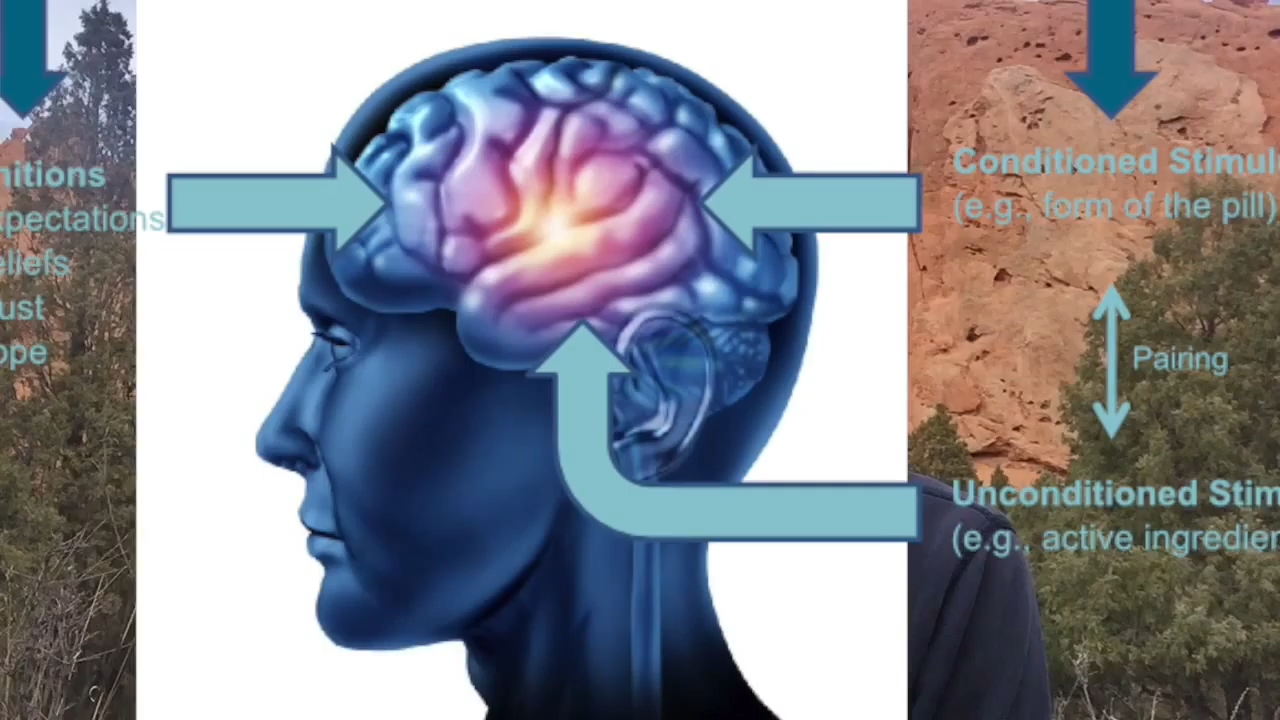 nitions
pectations
eliefs
ust
ope
Conditioned Stimul
(e.g., form of the pill)
Pairing
Unconditioned Stim
(e.g., active ingredien